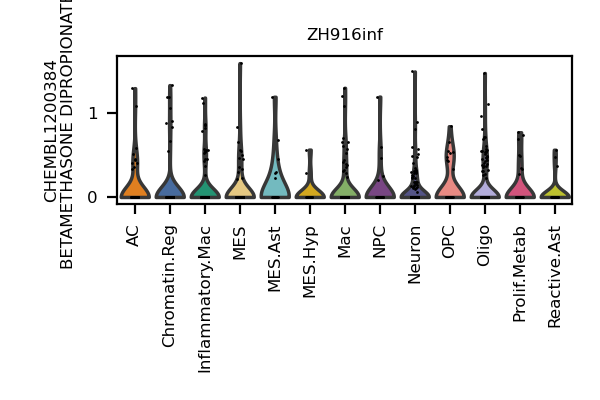 ZH916inf
CHEMBL1200384
BETAMETHASONE DIPROPIONAT
1
0
AC
Chromatin.Reg
Inflammatory.Mac
MES
MES.Ast
MES.Hyp
Mac
NPC
Neuron
OPC
Oligo
Prolif.Metab
Reactive.Ast